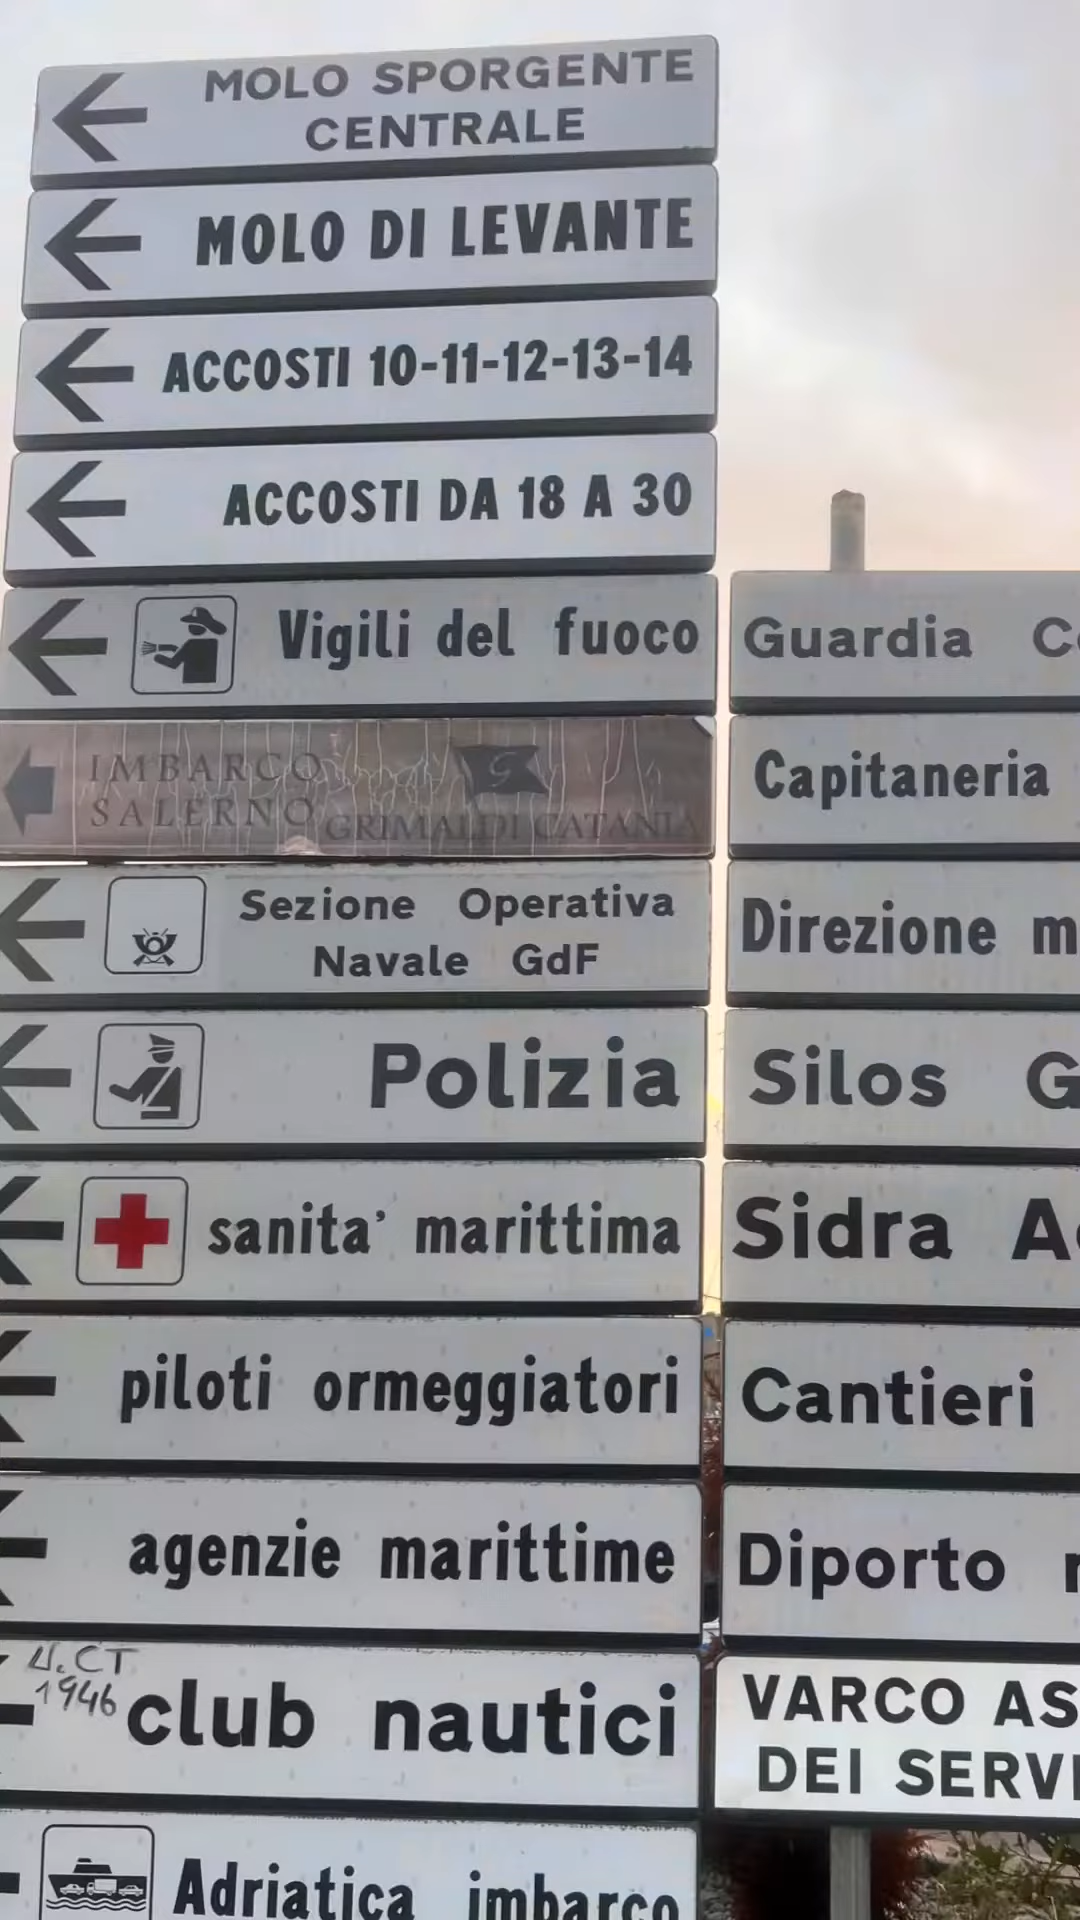 MOLO SPORGENTE
CENTRALE
MOLO DI LEVANTE
ACCOSTI 10-11-12-13-14
ACCOSTI DA 18 A 30
Vigili del fuoco
IMBARCO
SALERNO
G
GRIMALDI CATANIA
Sezione Operativa
Navale GdF
Polizia
sanita' marittima
piloti ormeggiatori
agenzie marittime
U.CT
1946
club nautici
Adriatica imbarco
Guardia Co
Capitaneria
Direzione m
Silos G
Sidra Ac
Cantieri
Diporto n
VARCO AS
DEI SERVI